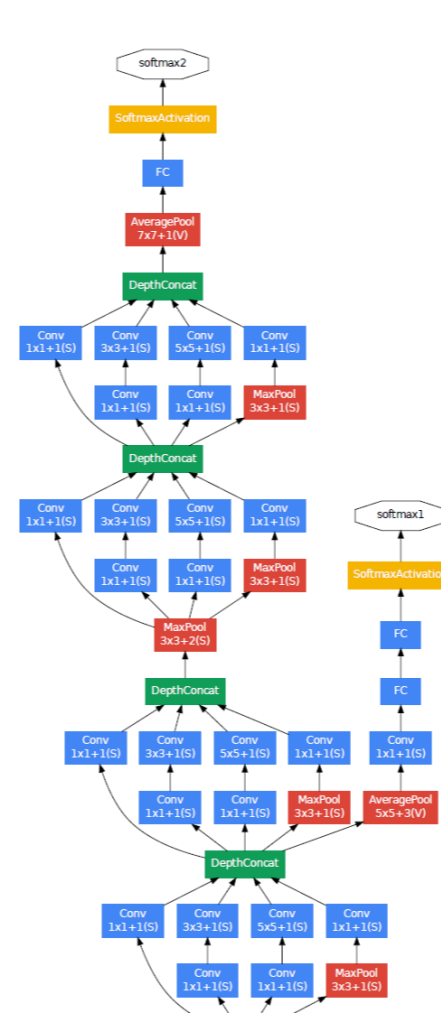 softmax2
SoftmaxActivation
FC
AveragePool
7x7+1(V)
DepthConcat
Conv Conv Conv Conv
1x1+1(S) 3x3+1(S) 5x5+1(S) 1x1+1(S)
Conv Conv MaxPool
1x1+1(S) 1x1+1(S) 3x3+1(S)
DepthConcat
Conv Conv Conv Conv
1x1+1(S) 3x3+1(S) 5x5+1(S) 1x1+1(S)
softmax1
Conv Conv MaxPool
1x1+1(S) 1x1+1(S) 3x3+1(S)
SoftmaxActivatio
MaxPool
3x3+2(S)
FC
DepthConcat
FC
Conv Conv Conv Conv Conv
1x1+1(S) 3x3+1(S) 5x5+1(S) 1x1+1(S) 1x1+1(S)
Conv Conv MaxPool AveragePool
1x1+1(S) 1x1+1(S) 3x3+1(S) 5x5+3(V)
DepthConcat
Conv Conv Conv Conv
1x1+1(S) 3x3+1(S) 5x5+1(S) 1x1+1(S)
Conv Conv MaxPool
1x1+1(S) 1x1+1(S) 3x3+1(S)